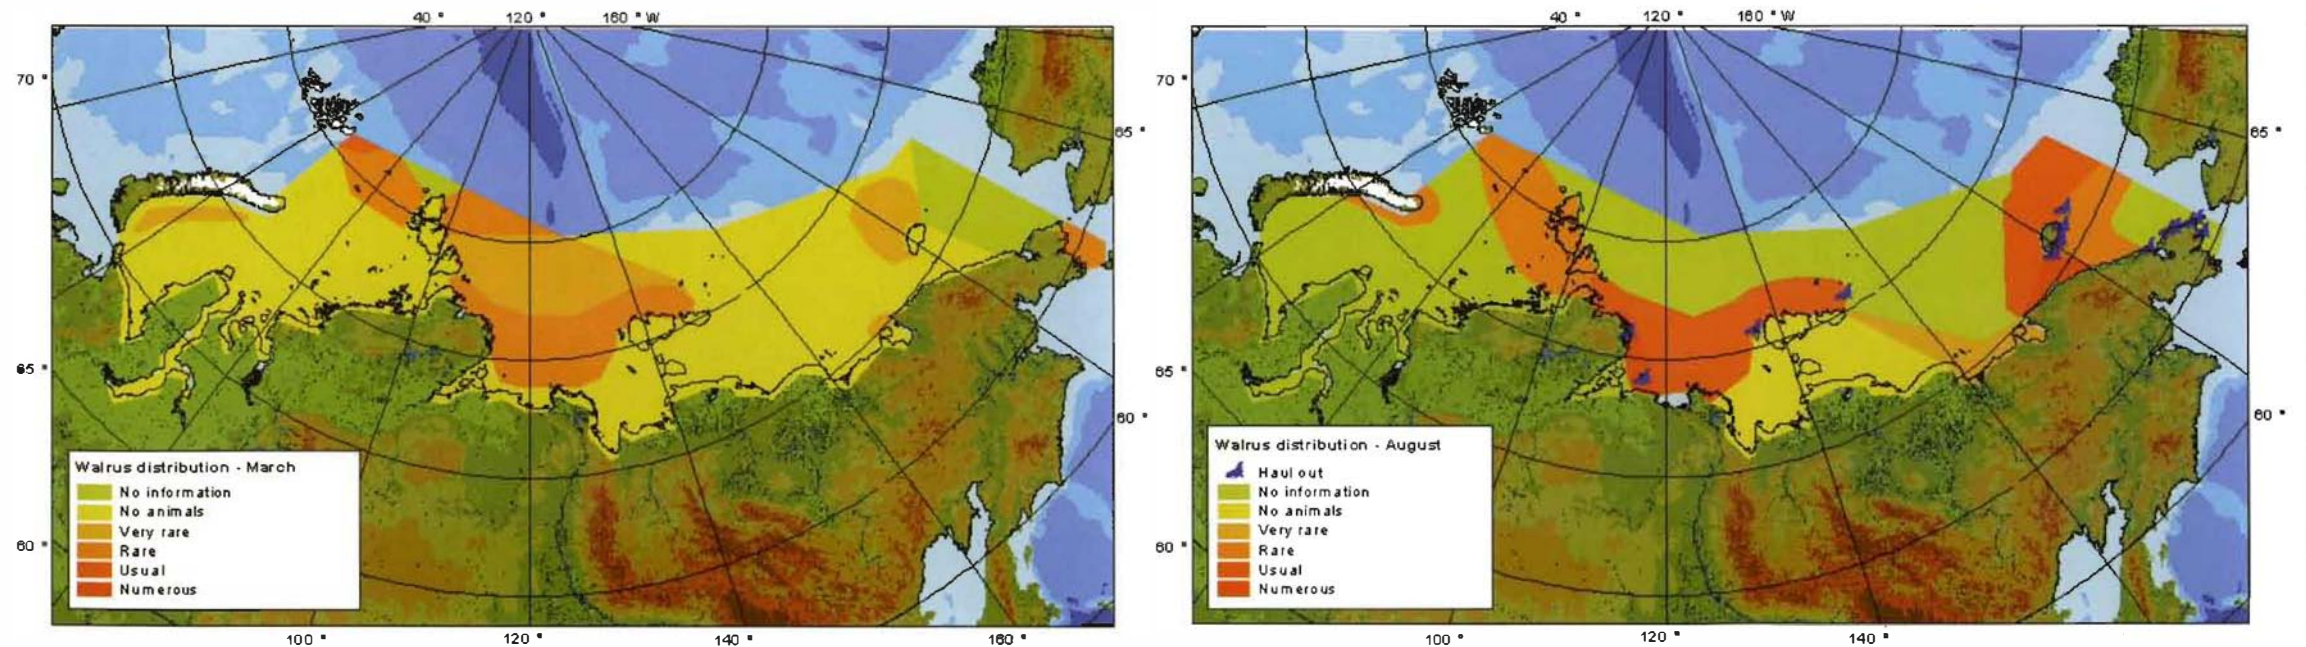 40 ° 120 ° 160 ° W
70 °
65 °
65 °
60 °
60 °
Walrus distribution - March
No information
No animals
Very rare
Rare
Usual
Numerous
100 ° 120 ° 140 ° 160 °
40 ° 120 ° 160 ° W
70 °
65 °
65 °
60 °
60 °
Walrus distribution - August
Haul out
No information
No animals
Very rare
Rare
Usual
Numerous
100 ° 120 ° 140 °